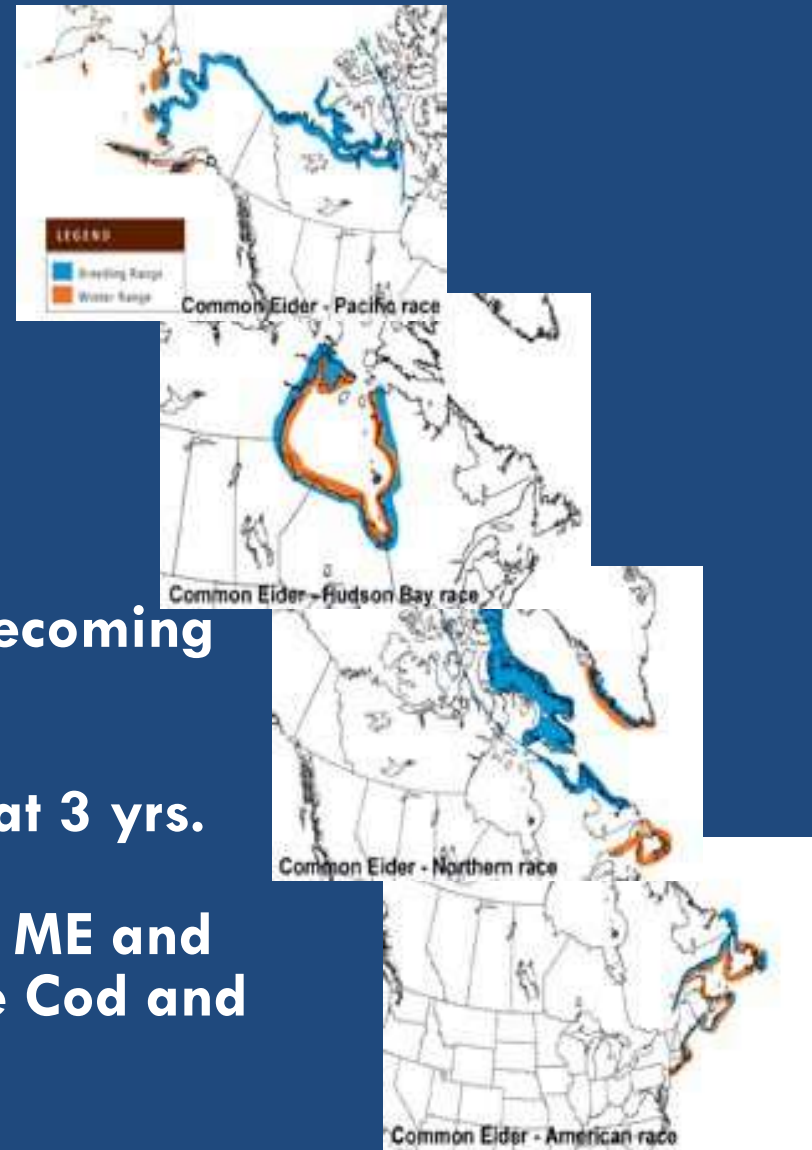 LEGEND
Breeding Range
Winter Range
Common Eider - Pacific race
Common Eider - Hudson Bay race
ecoming
Common Eider - Northern race
at 3 yrs.
ME and
e Cod and
Common Eider - American race